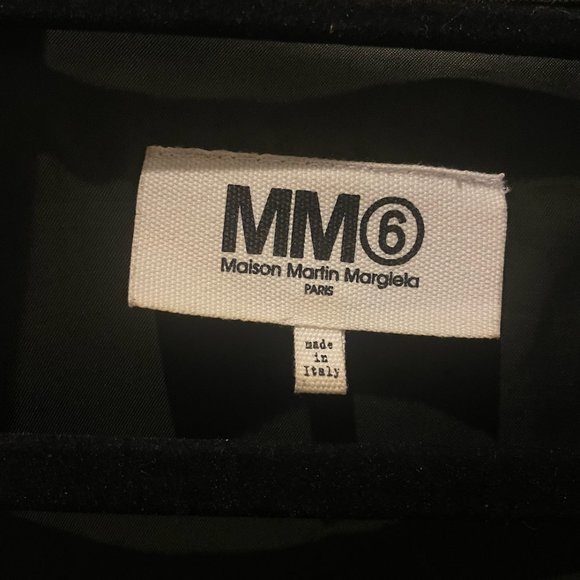 MM⑥
Maison Martin Margiela
PARIS
made
in
Italy